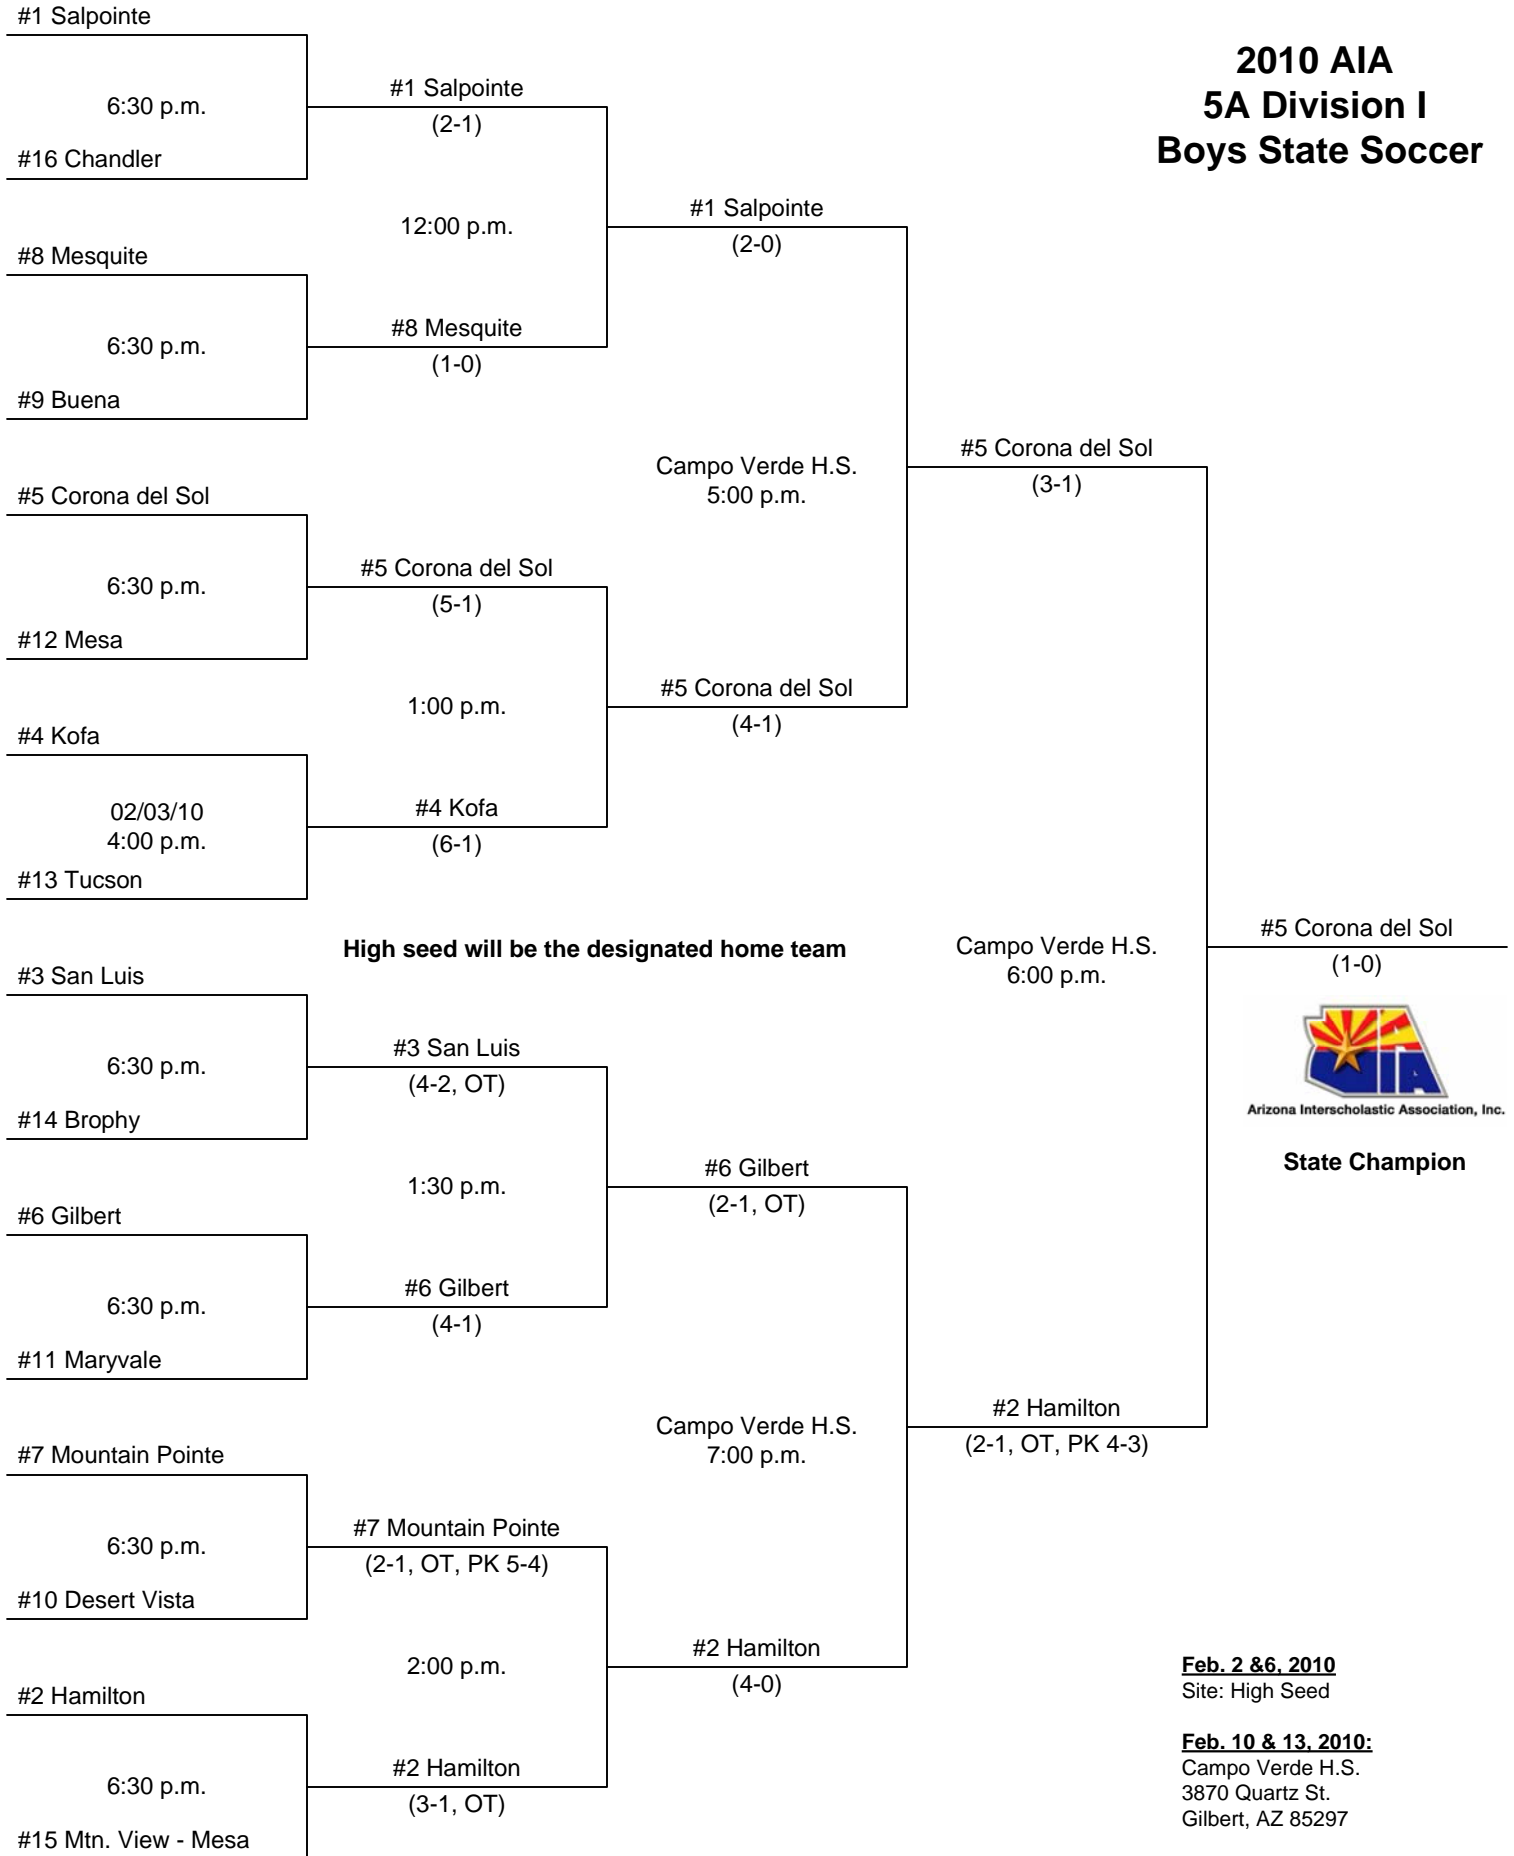 #1 Salpointe
2010 AIA
5A Division I
Boys State Soccer
#1 Salpointe
6:30 p.m.
(2-1)
#16 Chandler
#1 Salpointe
12:00 p.m.
(2-0)
#8 Mesquite
#8 Mesquite
6:30 p.m.
(1-0)
#9 Buena
#5 Corona del Sol
Campo Verde H.S.
5:00 p.m.
(3-1)
#5 Corona del Sol
#5 Corona del Sol
6:30 p.m.
(5-1)
#12 Mesa
#5 Corona del Sol
1:00 p.m.
(4-1)
#4 Kofa
02/03/10
4:00 p.m.
#4 Kofa
(6-1)
#13 Tucson
#5 Corona del Sol
High seed will be the designated home team
Campo Verde H.S.
6:00 p.m.
(1-0)
#3 San Luis
Arizona Interscholastic Association, Inc.
State Champion
#3 San Luis
6:30 p.m.
(4-2, OT)
#14 Brophy
#6 Gilbert
1:30 p.m.
(2-1, OT)
#6 Gilbert
#6 Gilbert
6:30 p.m.
(4-1)
#11 Maryvale
#2 Hamilton
Campo Verde H.S.
7:00 p.m.
(2-1, OT, PK 4-3)
#7 Mountain Pointe
#7 Mountain Pointe
6:30 p.m.
(2-1, OT, PK 5-4)
#10 Desert Vista
#2 Hamilton
2:00 p.m.
(4-0)
#2 Hamilton
#2 Hamilton
6:30 p.m.
(3-1, OT)
#15 Mtn. View - Mesa
Feb. 2 &6, 2010
Site: High Seed
Feb. 10 & 13, 2010:
Campo Verde H.S.
3870 Quartz St.
Gilbert, AZ 85297